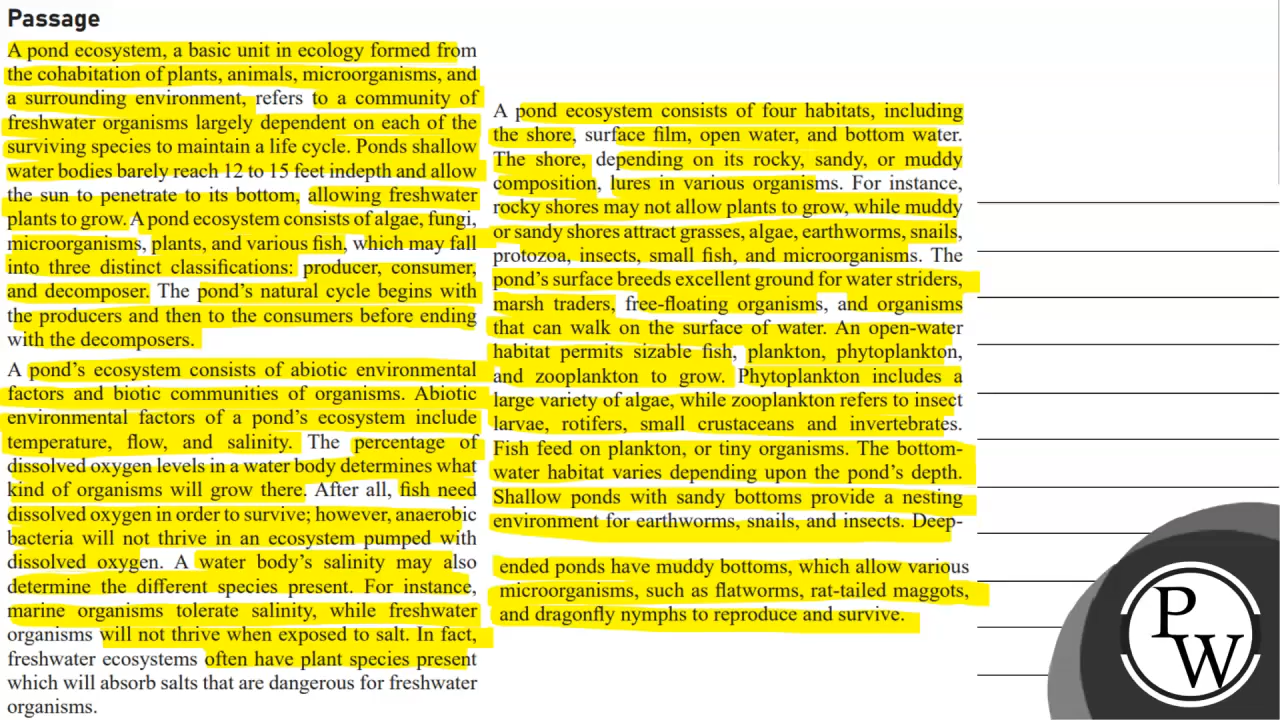 Passage
A pond ecosystem, a basic unit in ecology formed from
the cohabitation of plants, animals, microorganisms, and
a surrounding environment, refers to a community of
freshwater organisms largely dependent on each of the
surviving species to maintain a life cycle. Ponds shallow
water bodies barely reach 12 to 15 feet indepth and allow
the sun to penetrate to its bottom, allowing freshwater
plants to grow. A pond ecosystem consists of algae, fungi,
microorganisms, plants, and various fish, which may fall
into three distinct classifications: producer, consumer,
and decomposer. The pond's natural cycle begins with
the producers and then to the consumers before ending
with the decomposers.
A pond's ecosystem consists of abiotic environmental
factors and biotic communities of organisms. Abiotic
environmental factors of a pond's ecosystem include
temperature, flow, and salinity. The percentage of
dissolved oxygen levels in a water body determines what
kind of organisms will grow there. After all, fish need
dissolved oxygen in order to survive; however, anaerobic
bacteria will not thrive in an ecosystem pumped with
dissolved oxygen. A water body's salinity may also
determine the different species present. For instance,
marine organisms tolerate salinity, while freshwater
organisms will not thrive when exposed to salt. In fact,
freshwater ecosystems often have plant species present
which will absorb salts that are dangerous for freshwater
organisms.
A pond ecosystem consists of four habitats, including
the shore, surface film, open water, and bottom water.
The shore, depending on its rocky, sandy, or muddy
composition, lures in various organisms. For instance,
rocky shores may not allow plants to grow, while muddy
or sandy shores attract grasses, algae, earthworms, snails,
protozoa, insects, small fish, and microorganisms. The
pond's surface breeds excellent ground for water striders,
marsh traders, free-floating organisms, and organisms
that can walk on the surface of water. An open-water
habitat permits sizable fish, plankton, phytoplankton,
and zooplankton to grow. Phytoplankton includes a
large variety of algae, while zooplankton refers to insect
larvae, rotifers, small crustaceans and invertebrates.
Fish feed on plankton, or tiny organisms. The bottom-
water habitat varies depending upon the pond's depth.
Shallow ponds with sandy bottoms provide a nesting
environment for earthworms, snails, and insects. Deep-
ended ponds have muddy bottoms, which allow various
microorganisms, such as flatworms, rat-tailed maggots,
and dragonfly nymphs to reproduce and survive.
P
W